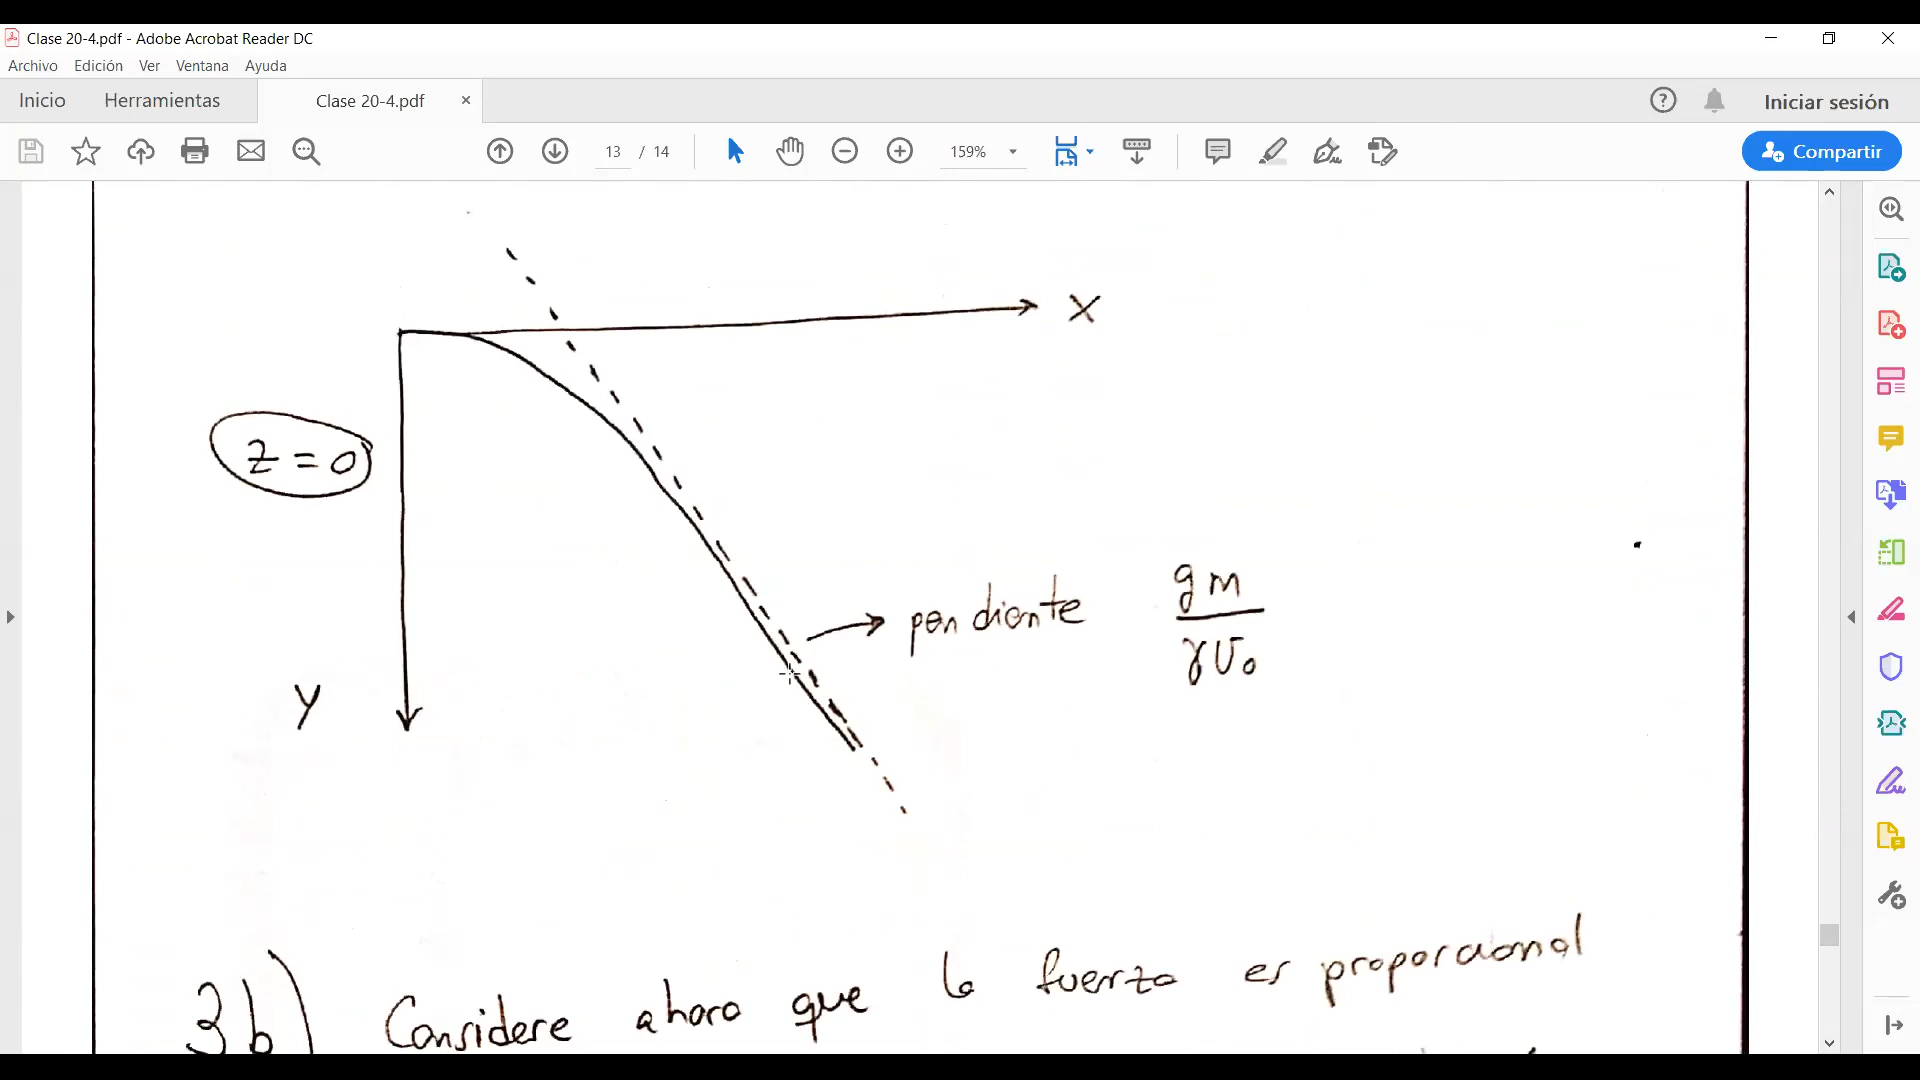 Clase 20-4.pdf - Adobe Acrobat Reader DC
Archivo Edición Ver Ventana Ayuda
Inicio Herramientas Clase 20-4.pdf Iniciar sesión
13 / 14 159% Compartir
X
z = 0
pendiente gm / γv₀
y
3b) Considere ahora que la fuerza es proporcional